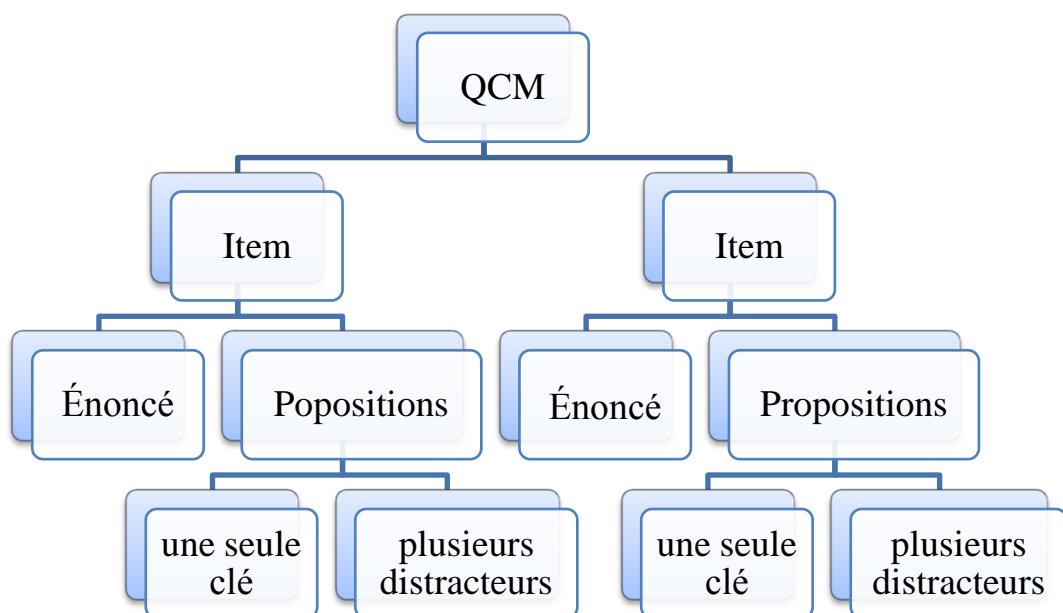 QCM
Item
Item
Énoncé
Popositions
Énoncé
Propositions
une seule
clé
plusieurs
distracteurs
une seule
clé
plusieurs
distracteurs